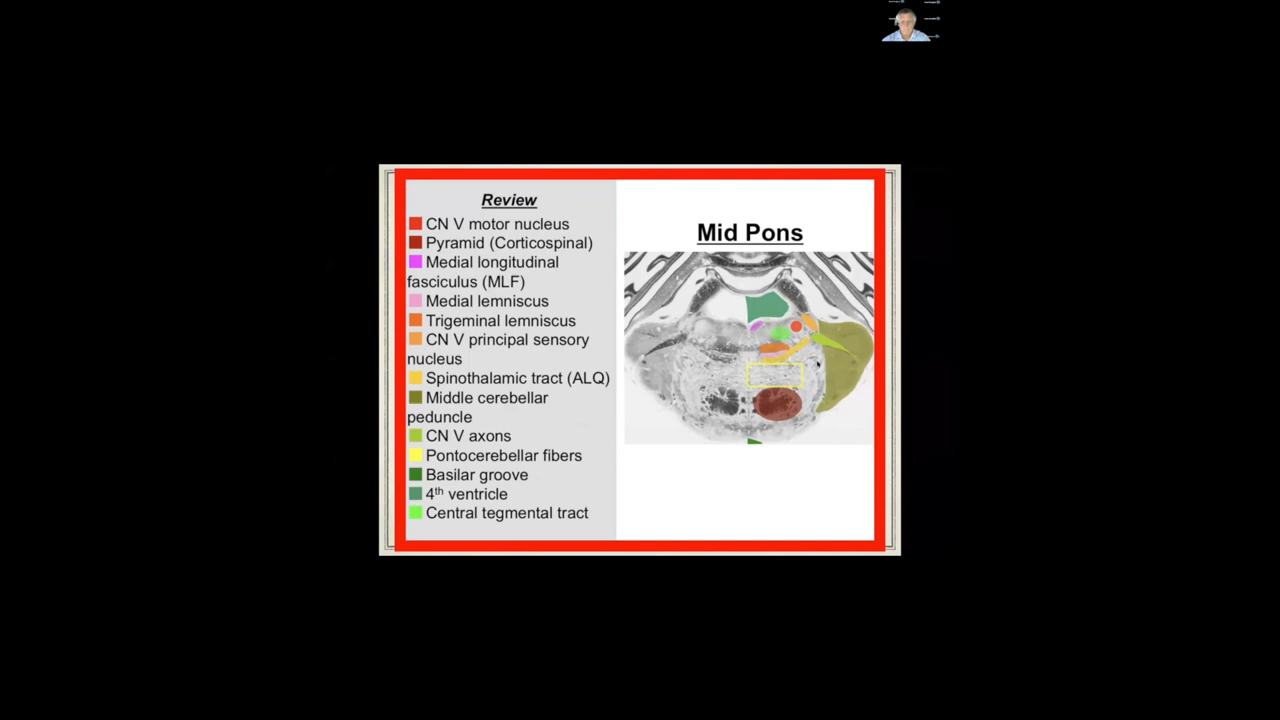 Review
CN V motor nucleus
Pyramid (Corticospinal)
Medial longitudinal
fasciculus (MLF)
Medial lemniscus
Trigeminal lemniscus
CN V principal sensory
nucleus
Spinothalamic tract (ALQ)
Middle cerebellar
peduncle
CN V axons
Pontocerebellar fibers
Basilar groove
4th ventricle
Central tegmental tract
Mid Pons